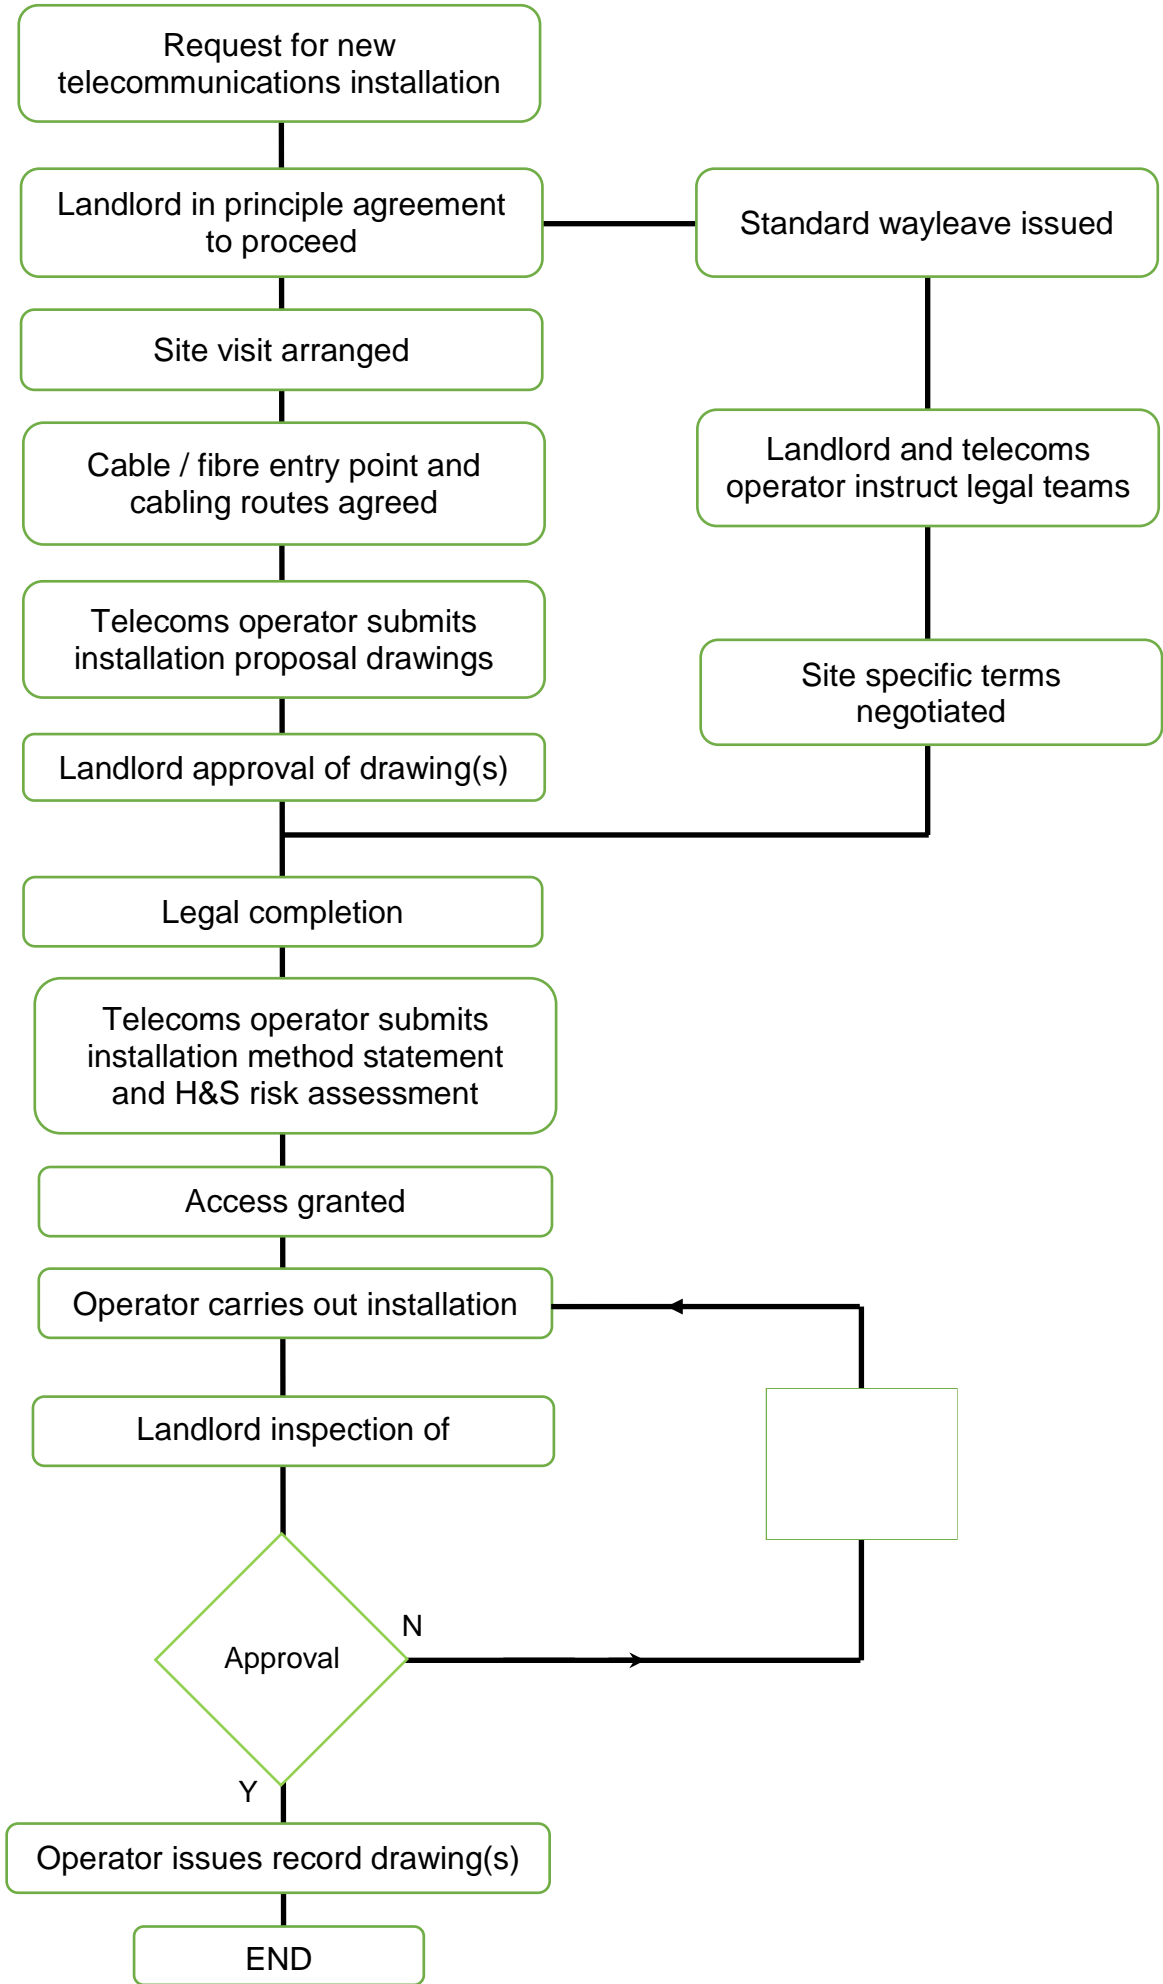 Request for new
telecommunications installation
Landlord in principle agreement
to proceed
Standard wayleave issued
Site visit arranged
Cable / fibre entry point and
cabling routes agreed
Landlord and telecoms
operator instruct legal teams
Telecoms operator submits
installation proposal drawings
Site specific terms
negotiated
Landlord approval of drawing(s)
Legal completion
Telecoms operator submits
installation method statement
and H&S risk assessment
Access granted
Operator carries out installation
Landlord inspection of
N
Approval
Y
Operator issues record drawing(s)
END